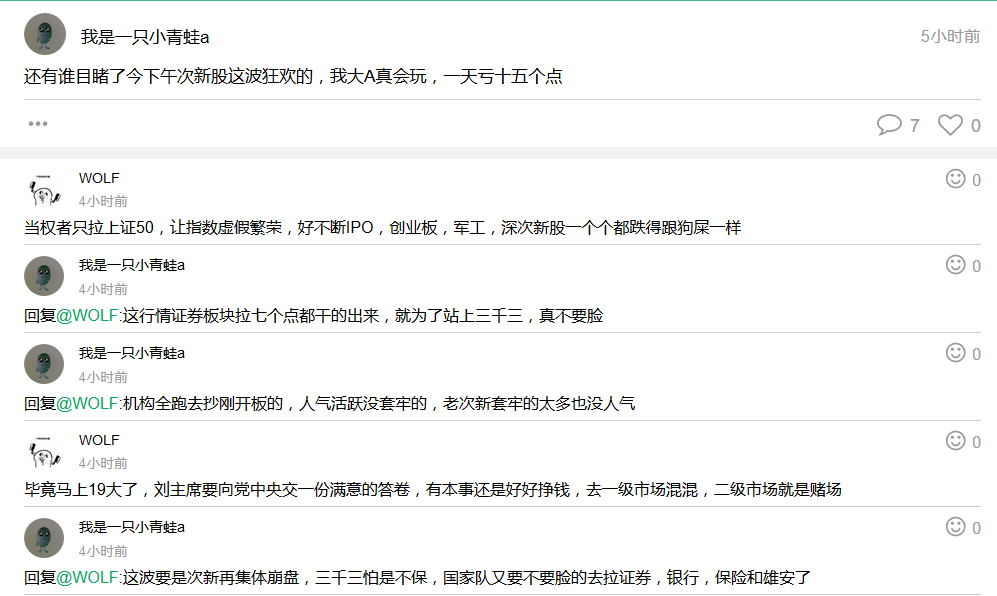 我是一只小青蛙a
5小时前
还有谁目睹了今下午次新股这波狂欢的，我大A真会玩，一天亏十五个点
7
0
WOLF
0
4小时前
当权者只拉上证50，让指数虚假繁荣，好不断IPO，创业板，军工，深次新股一个个都跌得跟狗屎一样
我是一只小青蛙a
0
4小时前
回复@WOLF:这行情证券板块拉七个点都干的出来，就为了站上三千三，真不要脸
我是一只小青蛙a
0
4小时前
回复@WOLF:机构全跑去抄刚开板的，人气活跃没套牢的，老次新套牢的太多也没人气
WOLF
0
4小时前
毕竟马上19大了，刘主席要向党中央交一份满意的答卷，有本事还是好好挣钱，去一级市场混混，二级市场就是赌场
我是一只小青蛙a
0
4小时前
回复@WOLF:这波要是次新再集体崩盘，三千三怕是不保，国家队又要不要脸的去拉证券，银行，保险和雄安了